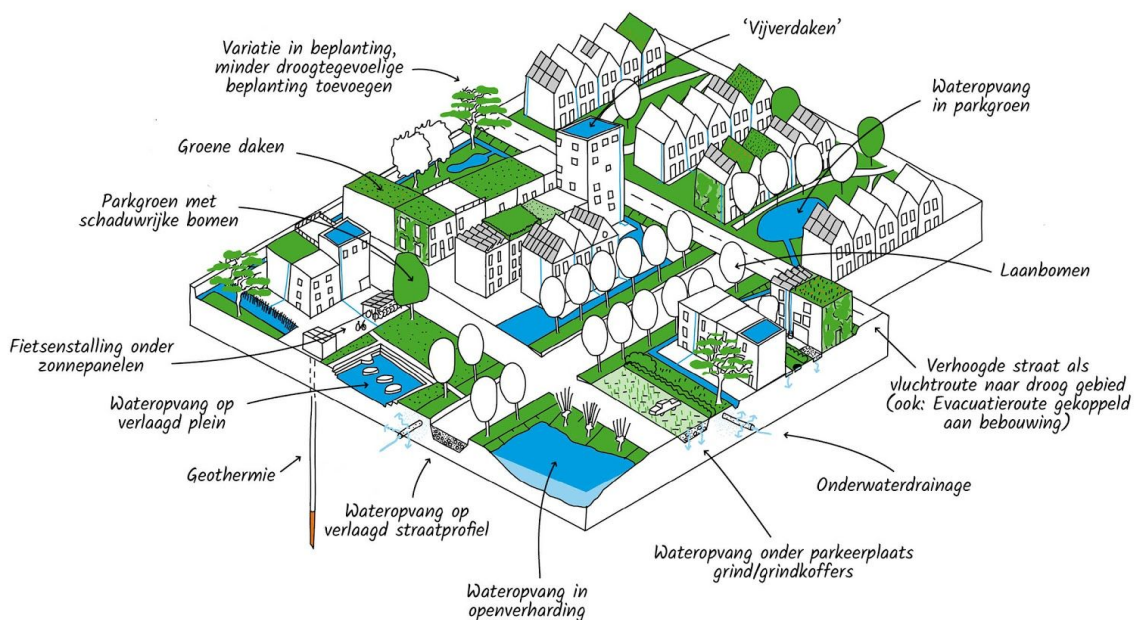 'Vijverdaken'
Variatie in beplanting,
minder droogtegevoelige
beplanting toevoegen
Wateropvang
in parkgroen
Groene daken
Parkgroen met
schaduwrijke bomen
Laanbomen
Fietsenstalling onder
zonnepanelen
Verhoogde straat als
vluchtroute naar droog gebied
(ook: Evacuatieroute gekoppeld
aan bebouwing)
Wateropvang op
verlaagd plein
Geothermie
Onderwaterdrainage
Wateropvang op
verlaagd straatprofiel
Wateropvang onder parkeerplaats
grind/grindkoffers
Wateropvang in
openverharding